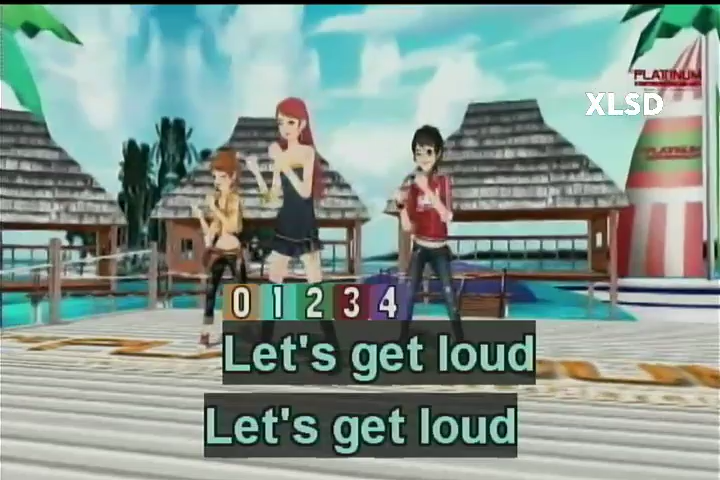 PLATINUM
XLSD
PLATINUM
0 1 2 3 4
Let's get loud
Let's get loud